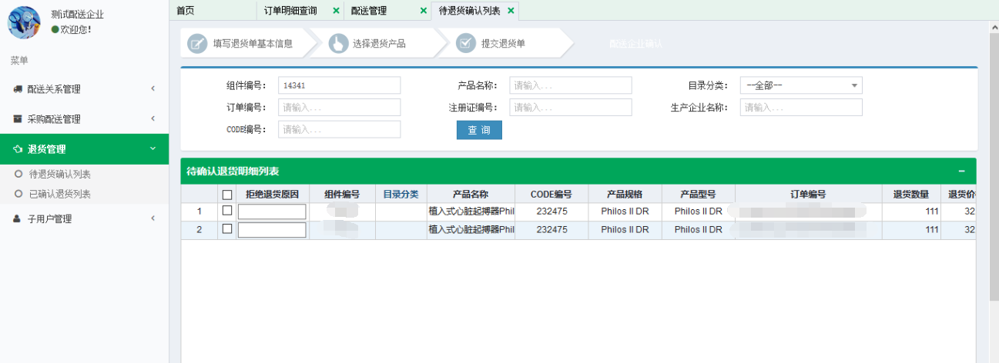 测试配送企业
欢迎您!
菜单
配送关系管理
采购配送管理
退货管理
待退货确认列表
已确认退货列表
子用户管理
首页 订单明细查询 配送管理 待退货确认列表
填写退货单基本信息 选择退货产品 提交退货单 配送企业确认
组件编号: 14341 产品名称: 请输入... 目录分类: --全部--
订单编号: 请输入... 注册证编号: 请输入... 生产企业名称: 请输入...
CODE编号: 请输入... 查 询
待确认退货明细列表
拒绝退货原因 组件编号 目录分类 产品名称 CODE编号 产品规格 产品型号 订单编号 退货数量 退货价
1 植入式心脏起搏器Phil 232475 Philos II DR Philos II DR 111 32
2 植入式心脏起搏器Phil 232475 Philos II DR Philos II DR 111 32